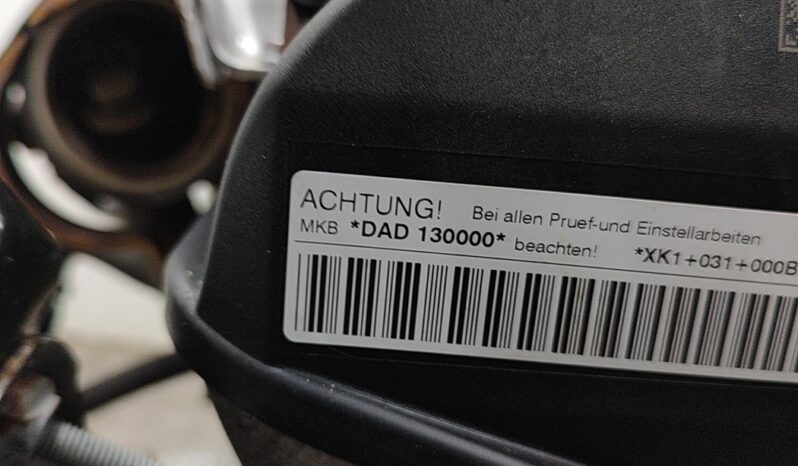 ACHTUNG! Bei allen Pruef-und Einstellarbeiten
MKB *DAD 130000* beachten! *XK1+031+000B